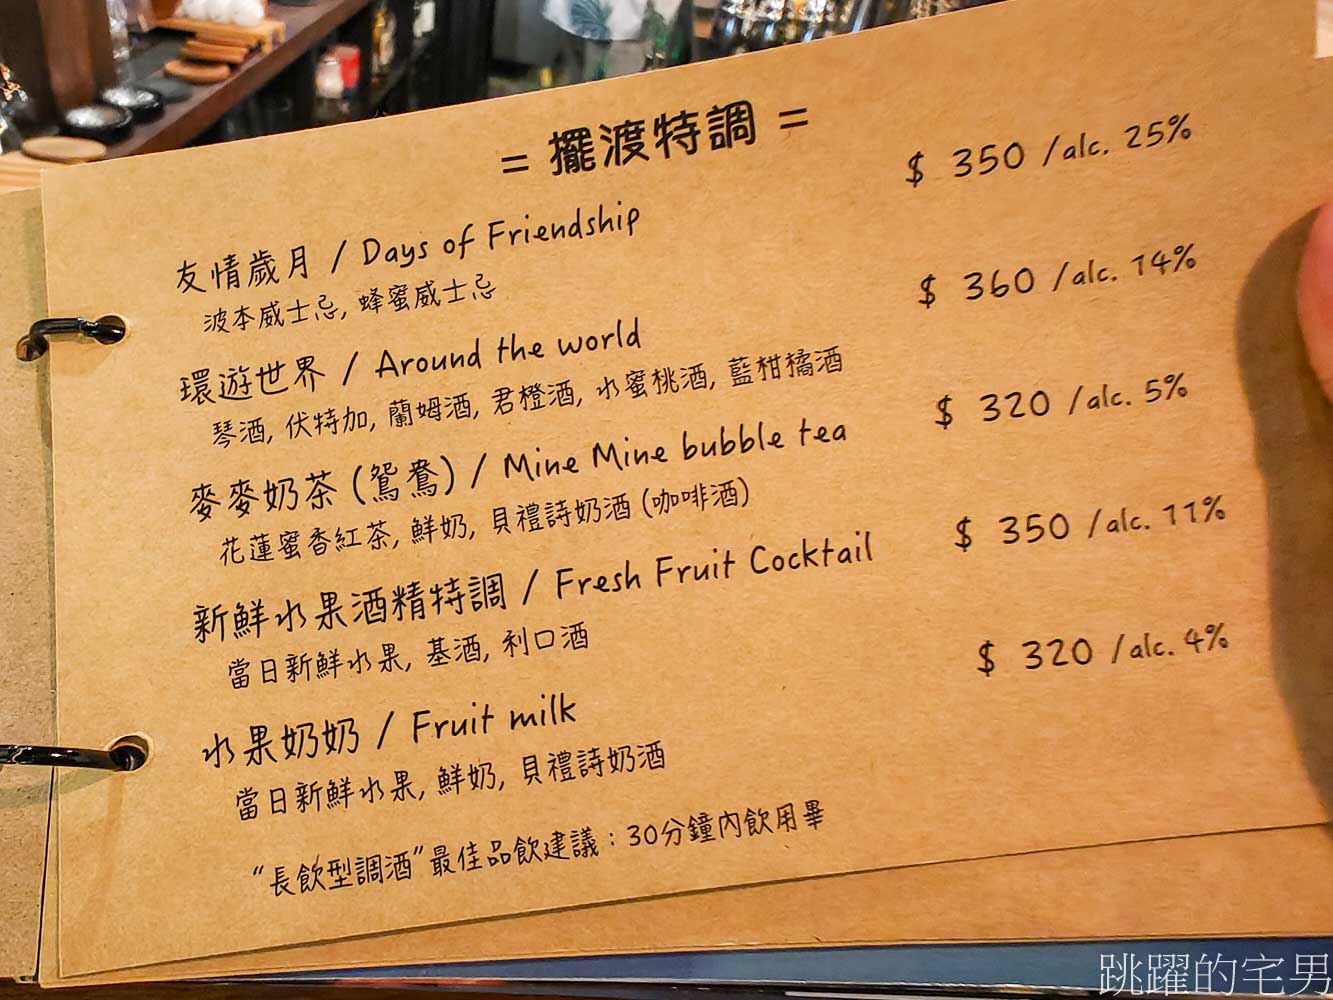 = 擺渡特調 =
友情歲月 / Days of Friendship $ 350 /alc. 25%
波本威士忌, 蜂蜜威士忌
環遊世界 / Around the world $ 360 /alc. 14%
琴酒, 伏特加, 蘭姆酒, 君橙酒, 水蜜桃酒, 藍柑橘酒
麥麥奶茶 (鴛鴦) / Mine Mine bubble tea $ 320 /alc. 5%
花蓮蜜香紅茶, 鮮奶, 貝禮詩奶酒 (咖啡酒)
新鮮水果酒精特調 / Fresh Fruit Cocktail $ 350 /alc. 11%
當日新鮮水果, 基酒, 利口酒
水果奶奶 / Fruit milk $ 320 /alc. 4%
當日新鮮水果, 鮮奶, 貝禮詩奶酒
“長飲型調酒”最佳品飲建議：30分鐘內飲用畢
跳躍的宅男